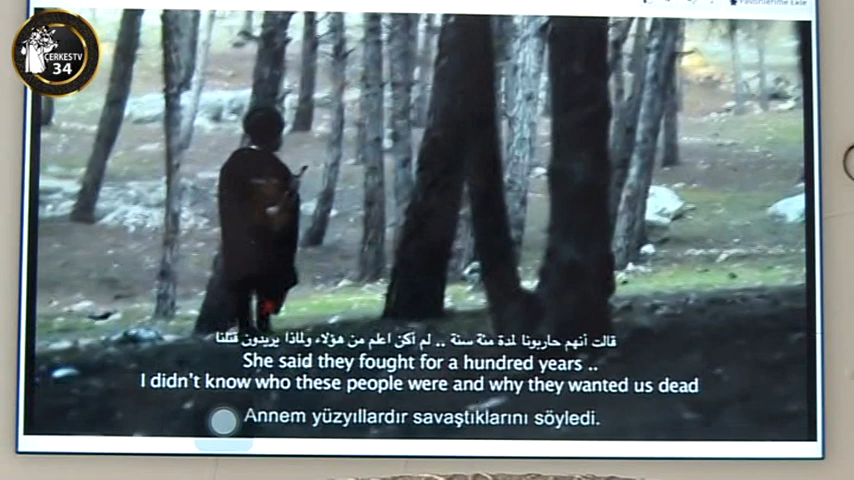 ÇERKESTV
34
Favorilerime Ekle
قالت أنهم حاربونا لمدة مئة سنة .. لم أكن اعلم من هؤلاء ولماذا يريدون قتلنا
She said they fought for a hundred years ..
I didn't know who these people were and why they wanted us dead
Annem yüzyıllardır savaştıklarını söyledi.